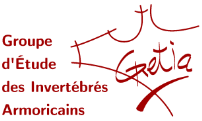 Groupe
d'Étude
des Invertébrés
Armoricains
Gretia